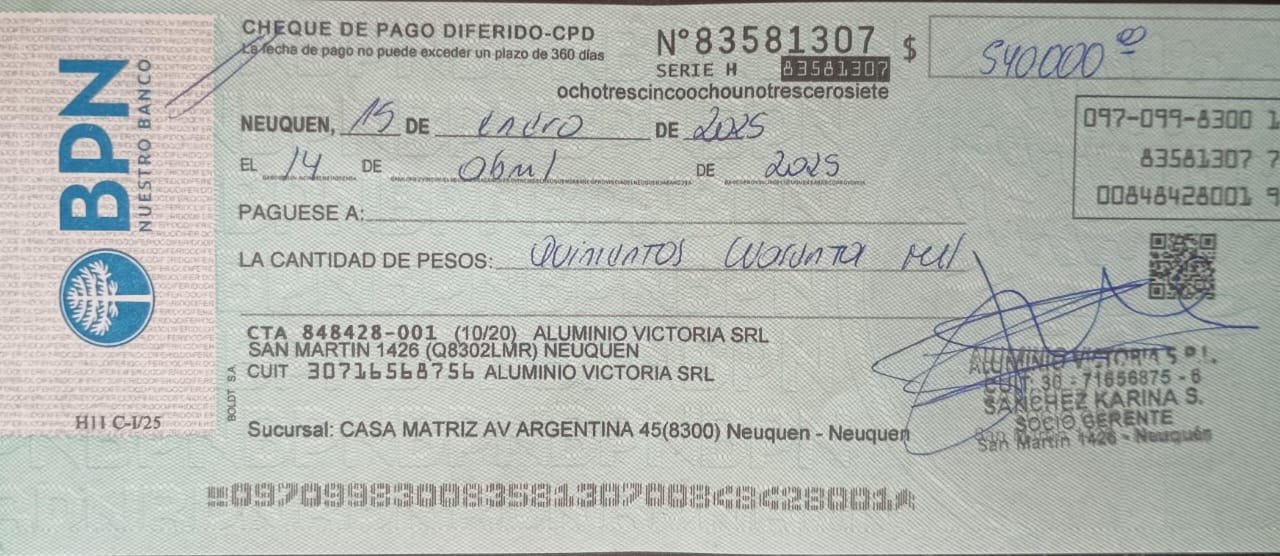 CHEQUE DE PAGO DIFERIDO-CPD
La fecha de pago no puede exceder un plazo de 360 días
N°83581307
SERIE H 83581307
ochotrescincoochounotrescerosiete
$ 540000 00
097-099-8300 1
83581307 7
00848428001 9
NEUQUEN, 15 DE enero DE 2025
EL 14 DE abril DE 2025
PAGUESE A:
LA CANTIDAD DE PESOS: Quinientos cuarenta mil
CTA 848428-001 (10/20) ALUMINIO VICTORIA SRL
SAN MARTIN 1426 (Q8302LMR) NEUQUEN
CUIT 30716568756 ALUMINIO VICTORIA SRL
Sucursal: CASA MATRIZ AV ARGENTINA 45(8300) Neuquen - Neuquen
ALUMINIO VICTORIA S.R.L.
CUIT: 30 - 71656875 - 6
SANCHEZ KARINA S.
SOCIO GERENTE
San Martin 1426 - Neuquén
BPN
NUESTRO BANCO
H11 C-I/25
BOLDT SA
09709983008358130700848428001